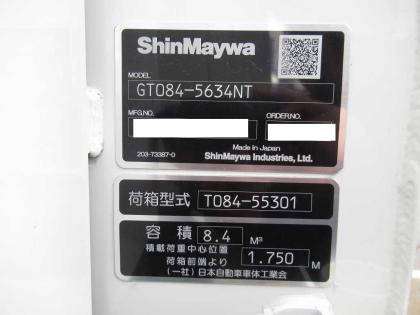 ShinMaywa
MODEL
GT084-5634NT
MFG.NO. ORDER.NO.
Made in Japan
203-73387-0 ShinMaywa Industries, Ltd.
荷箱型式 T084-55301
容積 8.4 M³
積載荷重中心位置
荷箱前端より 1.750 M
(一社)日本自動車車体工業会